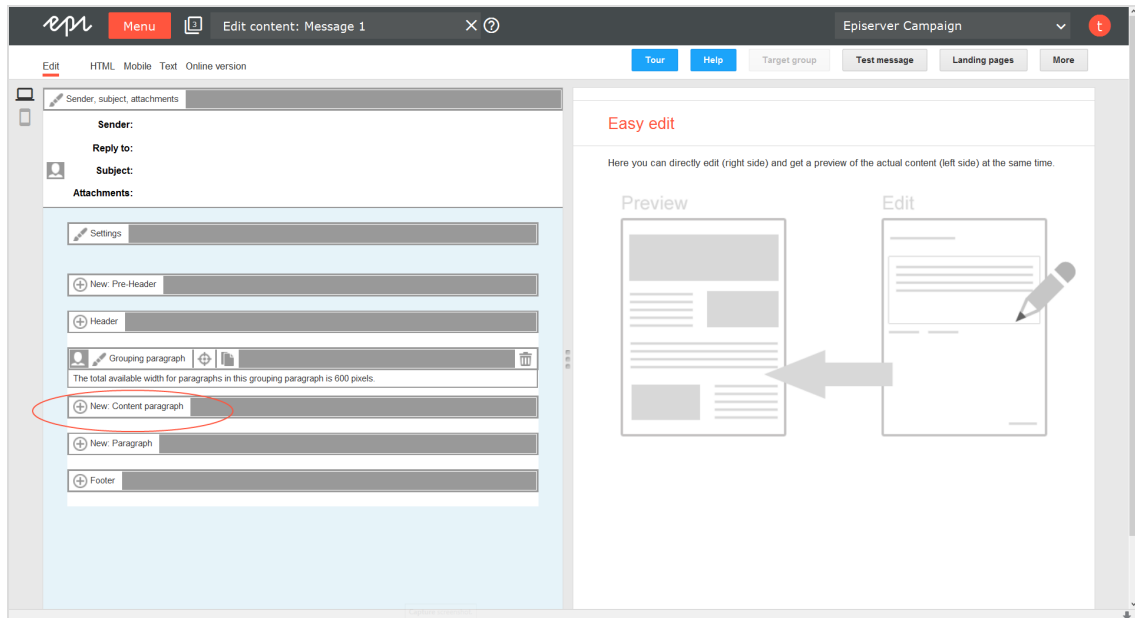 epi Menu 3 Edit content: Message 1 Episerver Campaign t
Edit HTML Mobile Text Online version Tour Help Target group Test message Landing pages More
Sender, subject, attachments
Sender:
Reply to:
Subject:
Attachments:
Settings
New: Pre-Header
Header
Grouping paragraph
The total available width for paragraphs in this grouping paragraph is 600 pixels.
New: Content paragraph
New: Paragraph
Footer
Easy edit
Here you can directly edit (right side) and get a preview of the actual content (left side) at the same time.
Preview Edit